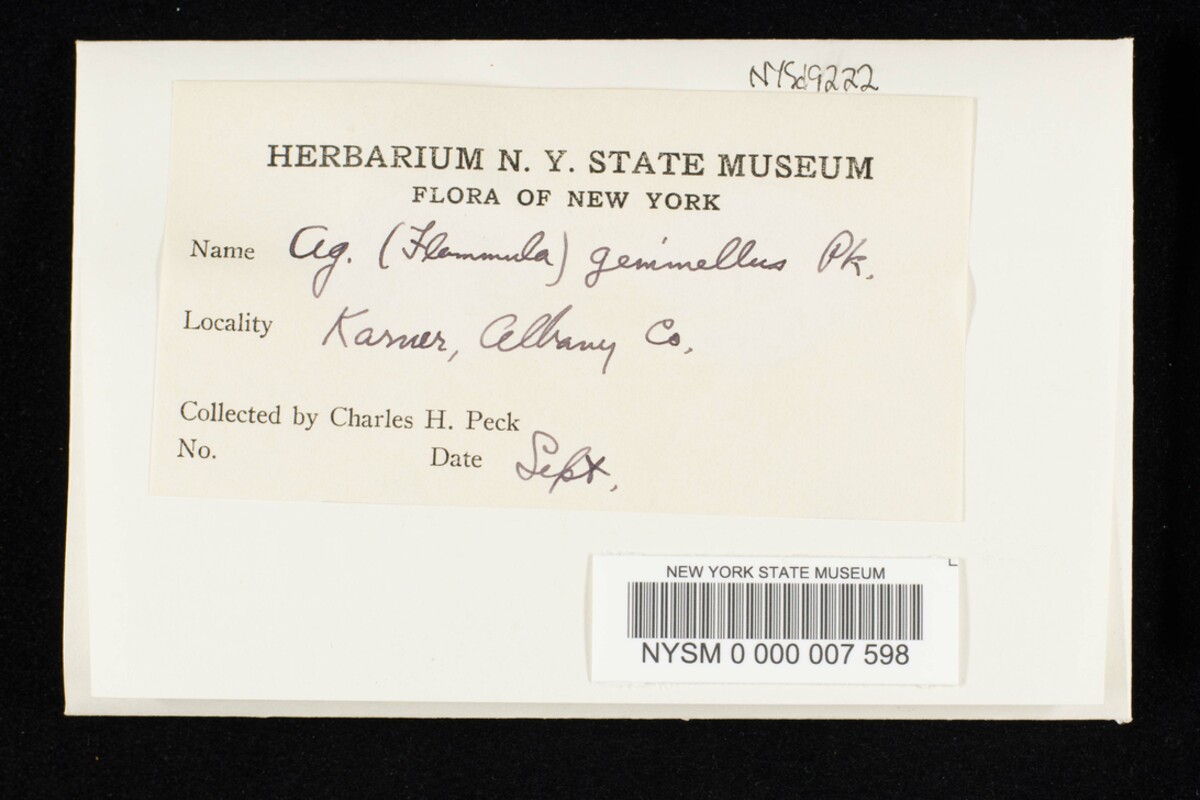 NYSd9222
HERBARIUM N. Y. STATE MUSEUM
FLORA OF NEW YORK
Name Ag. (Flammula) gemmellus Pk.
Locality Karner, Albany Co.
Collected by Charles H. Peck
No. Date Sept.
NEW YORK STATE MUSEUM
NYSM 0 000 007 598